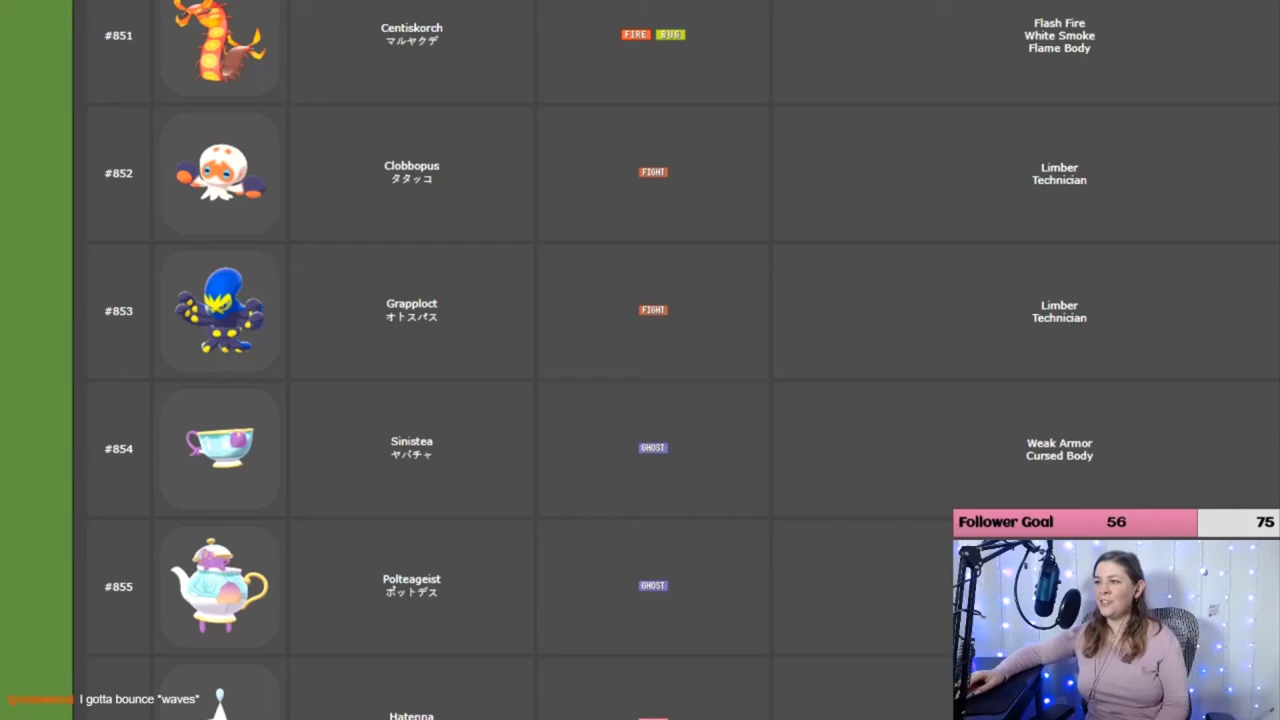 #851
Centiskorch
マルヤクデ
FIRE BUG
Flash Fire
White Smoke
Flame Body
#852
Clobbopus
タタッコ
FIGHT
Limber
Technician
#853
Grapploct
オトスパス
FIGHT
Limber
Technician
#854
Sinistea
ヤバチャ
GHOST
Weak Armor
Cursed Body
#855
Polteageist
ポットデス
GHOST
Hatenna
Follower Goal 56 75
I gotta bounce "waves"